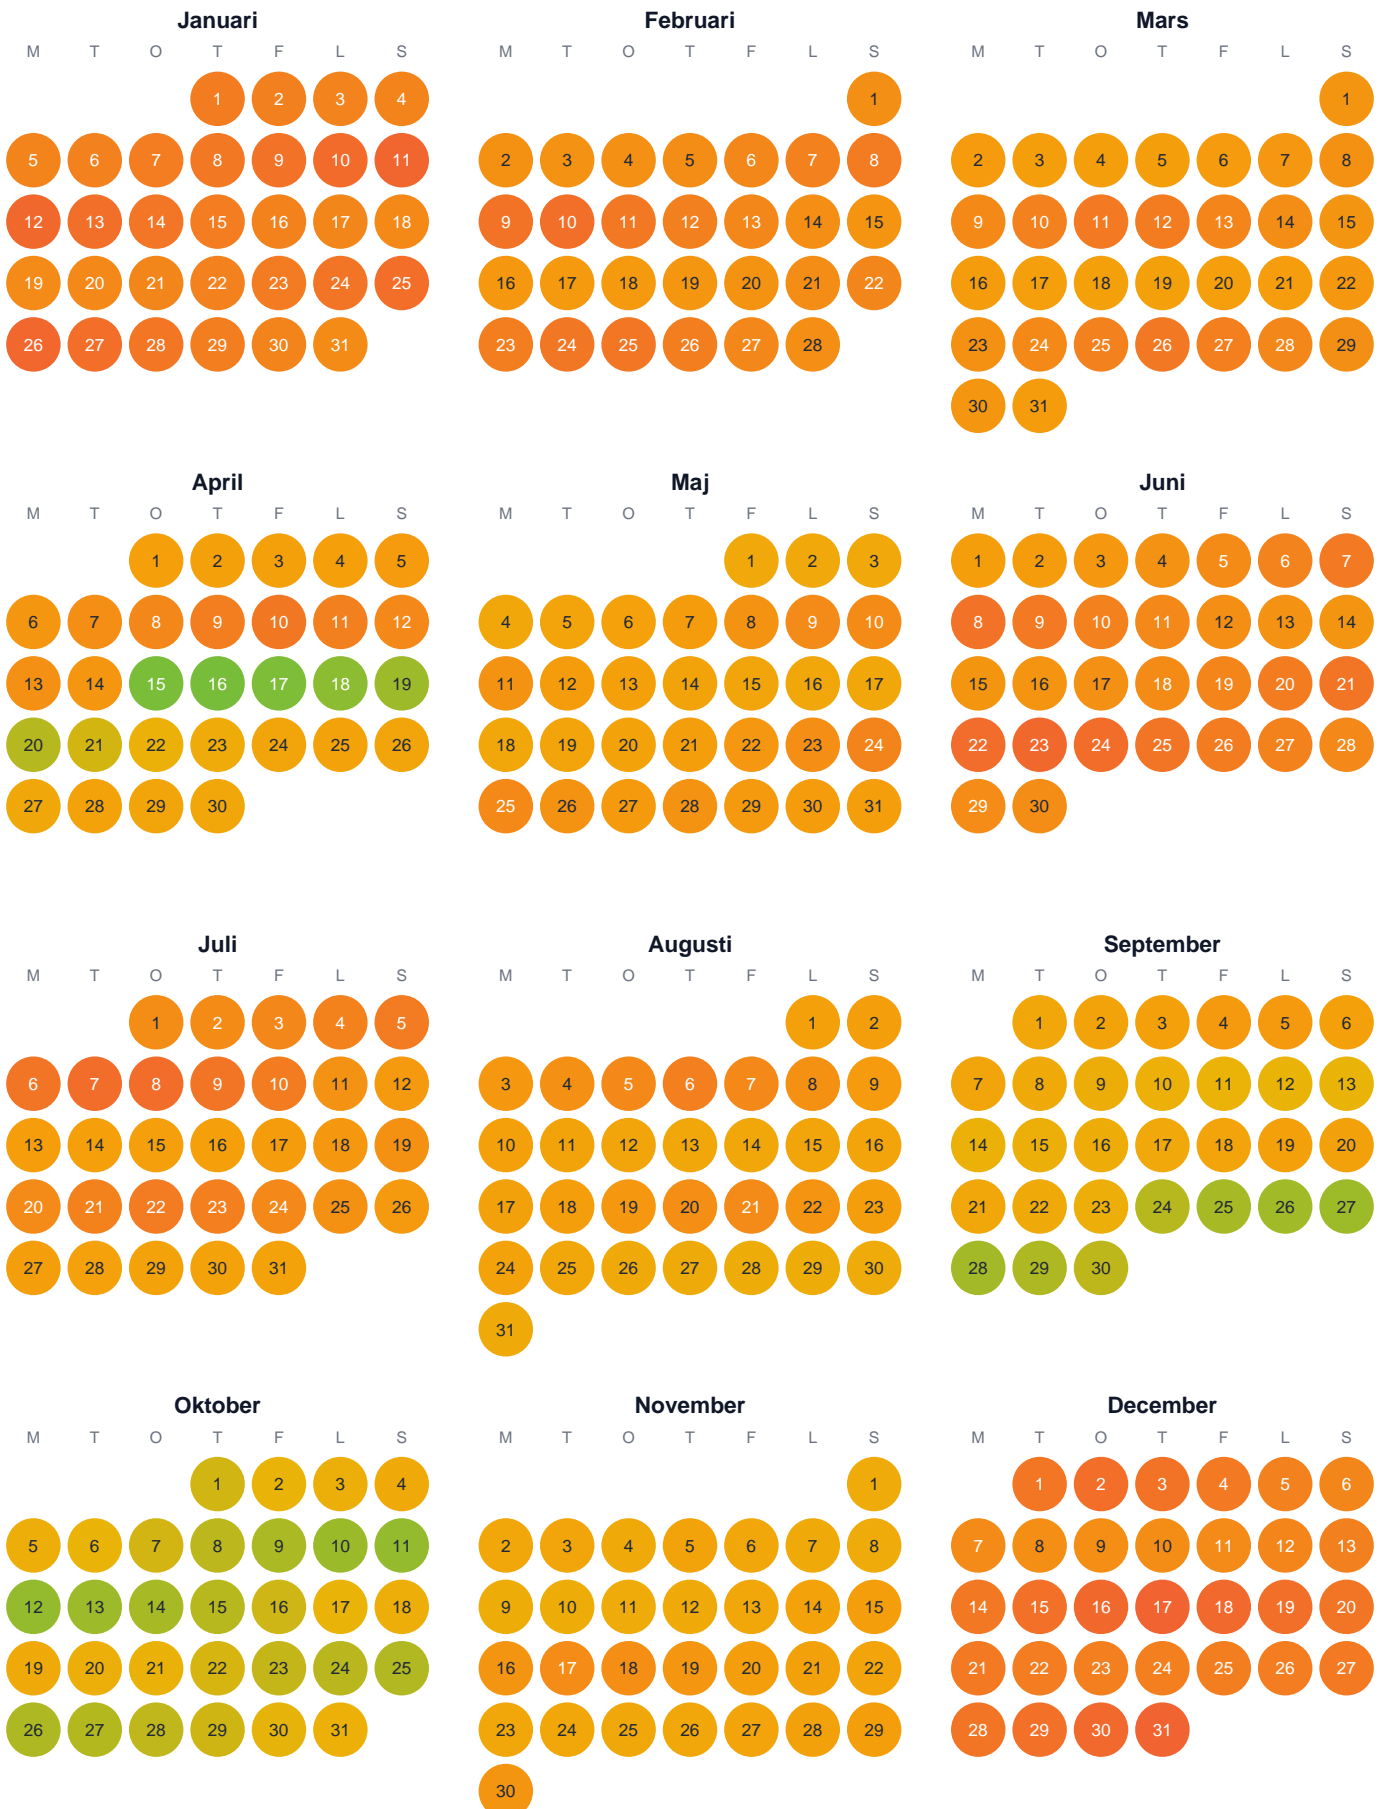 Januari Februari Mars
M T O T F L S M T O T F L S M T O T F L S
1 2 3 4 1 1
5 6 7 8 9 10 11 2 3 4 5 6 7 8 2 3 4 5 6 7 8
12 13 14 15 16 17 18 9 10 11 12 13 14 15 9 10 11 12 13 14 15
19 20 21 22 23 24 25 16 17 18 19 20 21 22 16 17 18 19 20 21 22
26 27 28 29 30 31 23 24 25 26 27 28 23 24 25 26 27 28 29
30 31
April Maj Juni
M T O T F L S M T O T F L S M T O T F L S
1 2 3 4 5 1 2 3 1 2 3 4 5 6 7
6 7 8 9 10 11 12 4 5 6 7 8 9 10 8 9 10 11 12 13 14
13 14 15 16 17 18 19 11 12 13 14 15 16 17 15 16 17 18 19 20 21
20 21 22 23 24 25 26 18 19 20 21 22 23 24 22 23 24 25 26 27 28
27 28 29 30 25 26 27 28 29 30 31 29 30
Juli Augusti September
M T O T F L S M T O T F L S M T O T F L S
1 2 3 4 5 1 2 1 2 3 4 5 6
6 7 8 9 10 11 12 3 4 5 6 7 8 9 7 8 9 10 11 12 13
13 14 15 16 17 18 19 10 11 12 13 14 15 16 14 15 16 17 18 19 20
20 21 22 23 24 25 26 17 18 19 20 21 22 23 21 22 23 24 25 26 27
27 28 29 30 31 24 25 26 27 28 29 30 28 29 30
31
Oktober November December
M T O T F L S M T O T F L S M T O T F L S
1 2 3 4 1 1 2 3 4 5 6
5 6 7 8 9 10 11 2 3 4 5 6 7 8 7 8 9 10 11 12 13
12 13 14 15 16 17 18 9 10 11 12 13 14 15 14 15 16 17 18 19 20
19 20 21 22 23 24 25 16 17 18 19 20 21 22 21 22 23 24 25 26 27
26 27 28 29 30 31 23 24 25 26 27 28 29 28 29 30 31
30